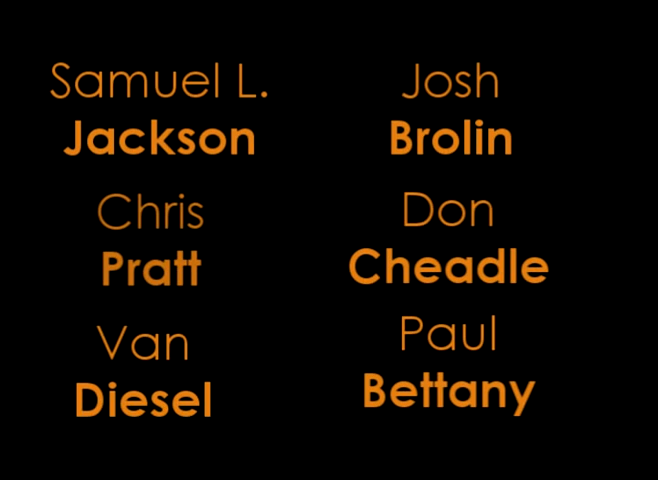 Samuel L.
Jackson
Chris
Pratt
Van
Diesel
Josh
Brolin
Don
Cheadle
Paul
Bettany